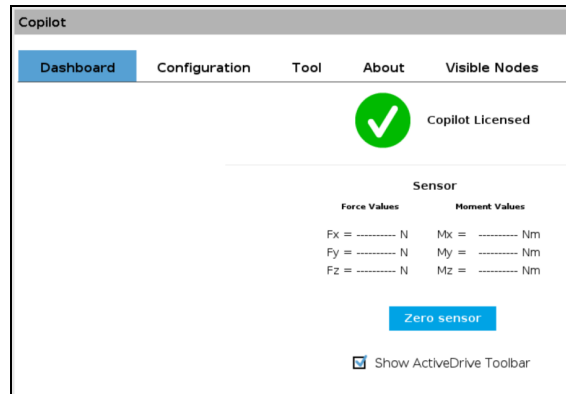 Copilot
Dashboard Configuration Tool About Visible Nodes
Copilot Licensed
Sensor
Force Values Moment Values
Fx = ---------- N Mx = ---------- Nm
Fy = ---------- N My = ---------- Nm
Fz = ---------- N Mz = ---------- Nm
Zero sensor
Show ActiveDrive Toolbar